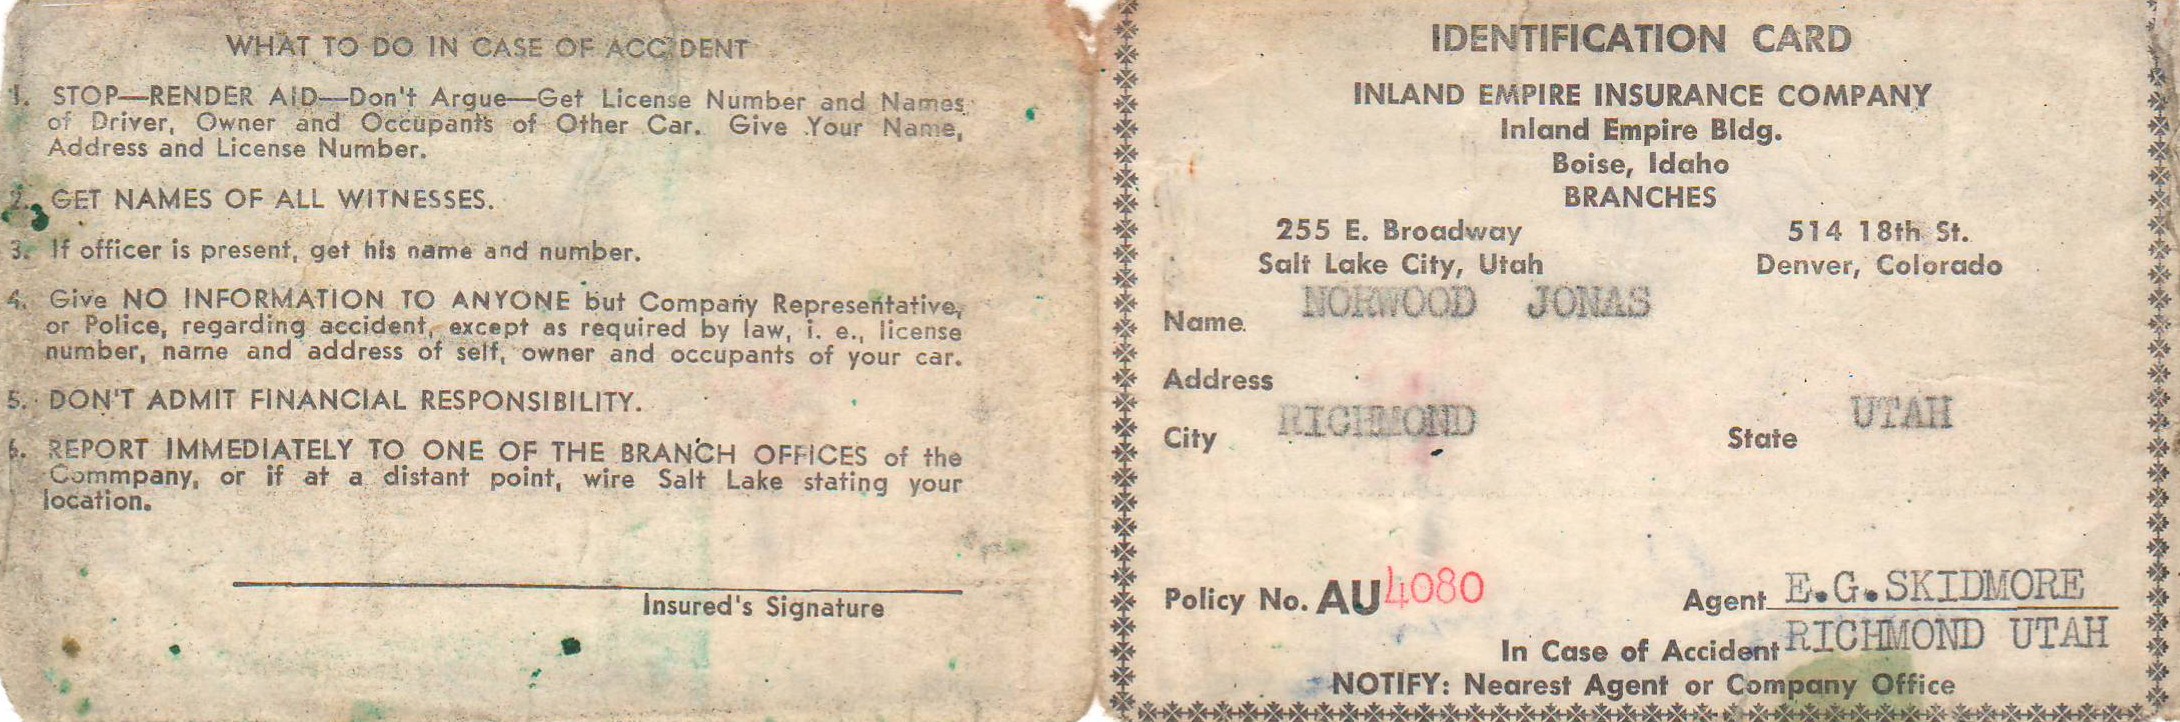 WHAT TO DO IN CASE OF ACCIDENT
1. STOP—RENDER AID—Don't Argue—Get License Number and Names
of Driver, Owner and Occupants of Other Car. Give Your Name,
Address and License Number.
2. GET NAMES OF ALL WITNESSES.
3. If officer is present, get his name and number.
4. Give NO INFORMATION TO ANYONE but Company Representative,
or Police, regarding accident, except as required by law, i. e., license
number, name and address of self, owner and occupants of your car.
5. DON'T ADMIT FINANCIAL RESPONSIBILITY.
6. REPORT IMMEDIATELY TO ONE OF THE BRANCH OFFICES of the
Commpany, or if at a distant point, wire Salt Lake stating your
location.
Insured's Signature
IDENTIFICATION CARD
INLAND EMPIRE INSURANCE COMPANY
Inland Empire Bldg.
Boise, Idaho
BRANCHES
255 E. Broadway 514 18th St.
Salt Lake City, Utah Denver, Colorado
Name NORWOOD JONAS
Address
City RICHMOND State UTAH
Policy No. AU 4080 Agent E.G.SKIDMORE
In Case of Accident RICHMOND UTAH
NOTIFY: Nearest Agent or Company Office